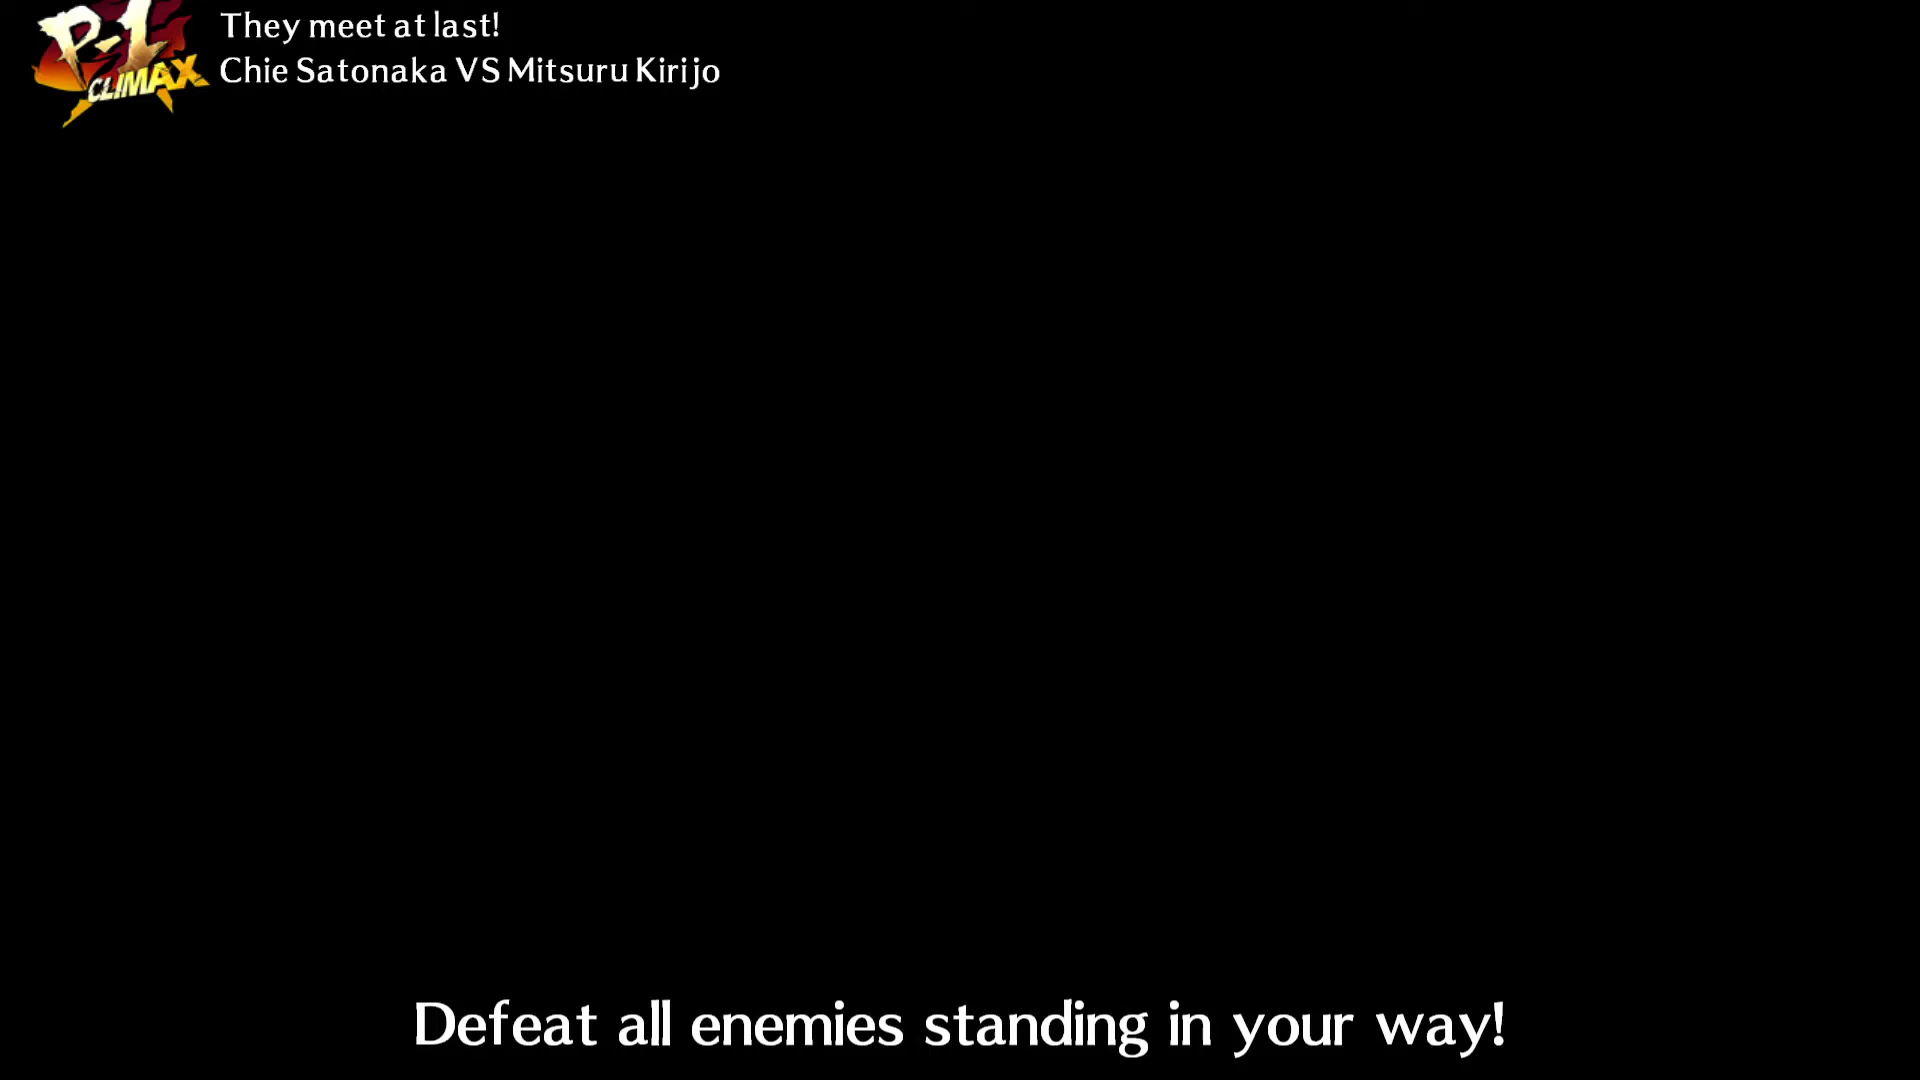 P-1
CLIMAX
They meet at last!
Chie Satonaka VS Mitsuru Kirijo
Defeat all enemies standing in your way!